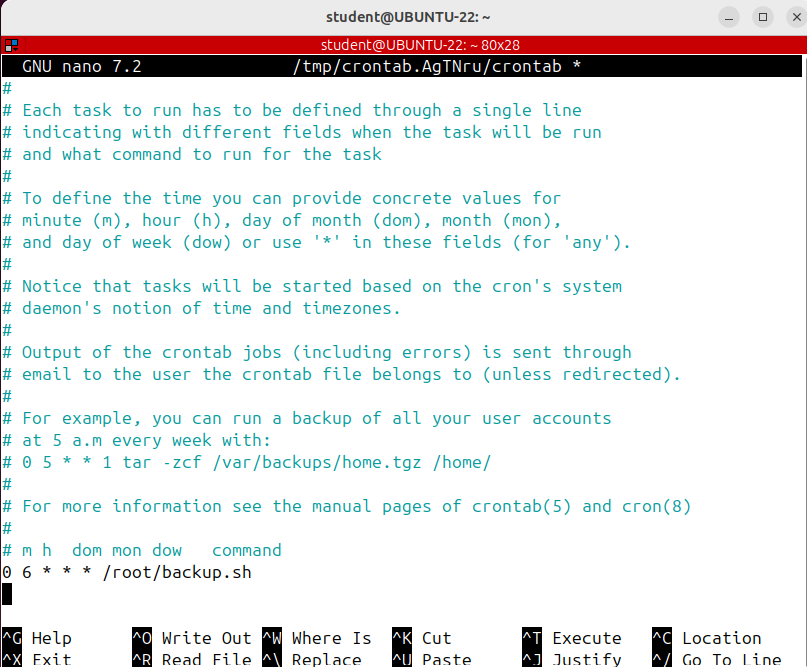 student@UBUNTU-22: ~
student@UBUNTU-22: ~ 80x28
GNU nano 7.2 /tmp/crontab.AgTNru/crontab *
#
# Each task to run has to be defined through a single line
# indicating with different fields when the task will be run
# and what command to run for the task
#
# To define the time you can provide concrete values for
# minute (m), hour (h), day of month (dom), month (mon),
# and day of week (dow) or use '*' in these fields (for 'any').
#
# Notice that tasks will be started based on the cron's system
# daemon's notion of time and timezones.
#
# Output of the crontab jobs (including errors) is sent through
# email to the user the crontab file belongs to (unless redirected).
#
# For example, you can run a backup of all your user accounts
# at 5 a.m every week with:
# 0 5 * * 1 tar -zcf /var/backups/home.tgz /home/
#
# For more information see the manual pages of crontab(5) and cron(8)
#
# m h  dom mon dow   command
0 6 * * * /root/backup.sh
^G Help ^O Write Out ^W Where Is ^K Cut ^T Execute ^C Location
^X Exit ^R Read File ^\ Replace ^U Paste ^J Justify ^/ Go To Line